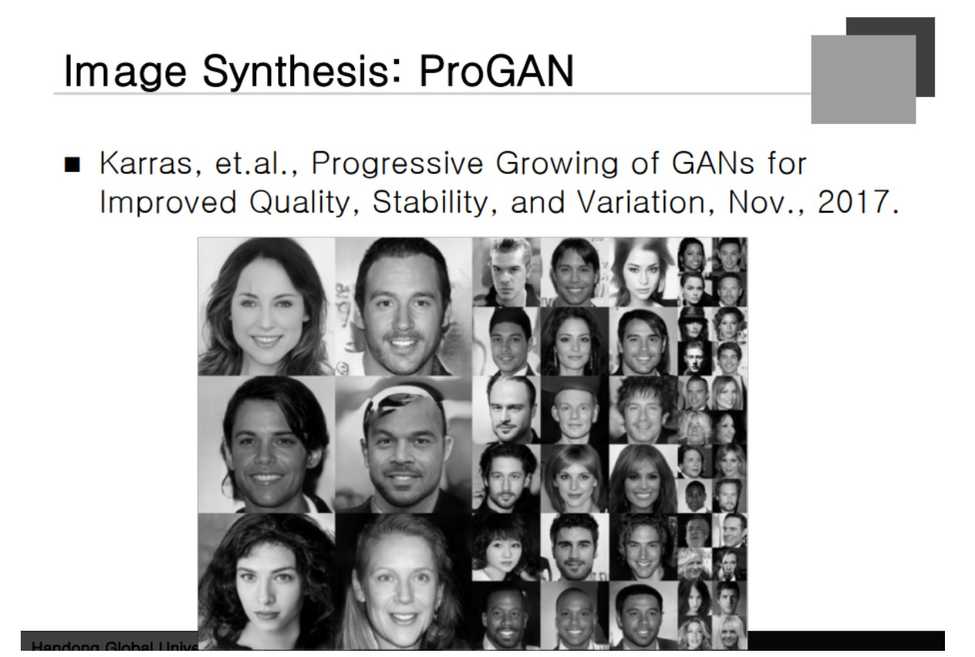 Image Synthesis: ProGAN
■ Karras, et.al., Progressive Growing of GANs for
Improved Quality, Stability, and Variation, Nov., 2017.
Handong Global Unive